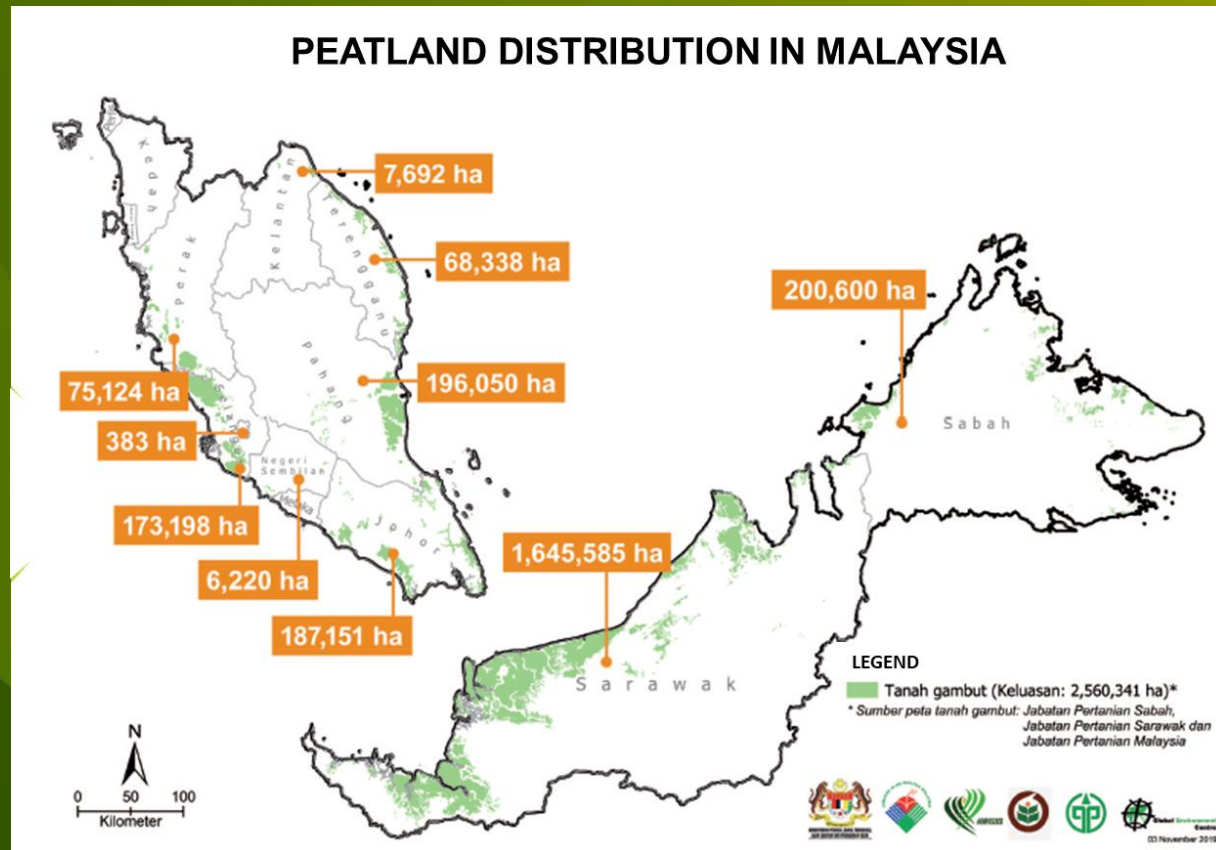 PEATLAND DISTRIBUTION IN MALAYSIA
Kedah
Kelantan
Terengganu
Perak
Pahang
Negeri
Sembilan
Melaka
Johor
7,692 ha
68,338 ha
196,050 ha
75,124 ha
383 ha
173,198 ha
6,220 ha
187,151 ha
200,600 ha
Sabah
1,645,585 ha
Sarawak
LEGEND
Tanah gambut (Keluasan: 2,560,341 ha)*
* Sumber peta tanah gambut: Jabatan Pertanian Sabah,
Jabatan Pertanian Sarawak dan
Jabatan Pertanian Malaysia
N
0 50 100
Kilometer
Global Environment
Centre
03 November 2019